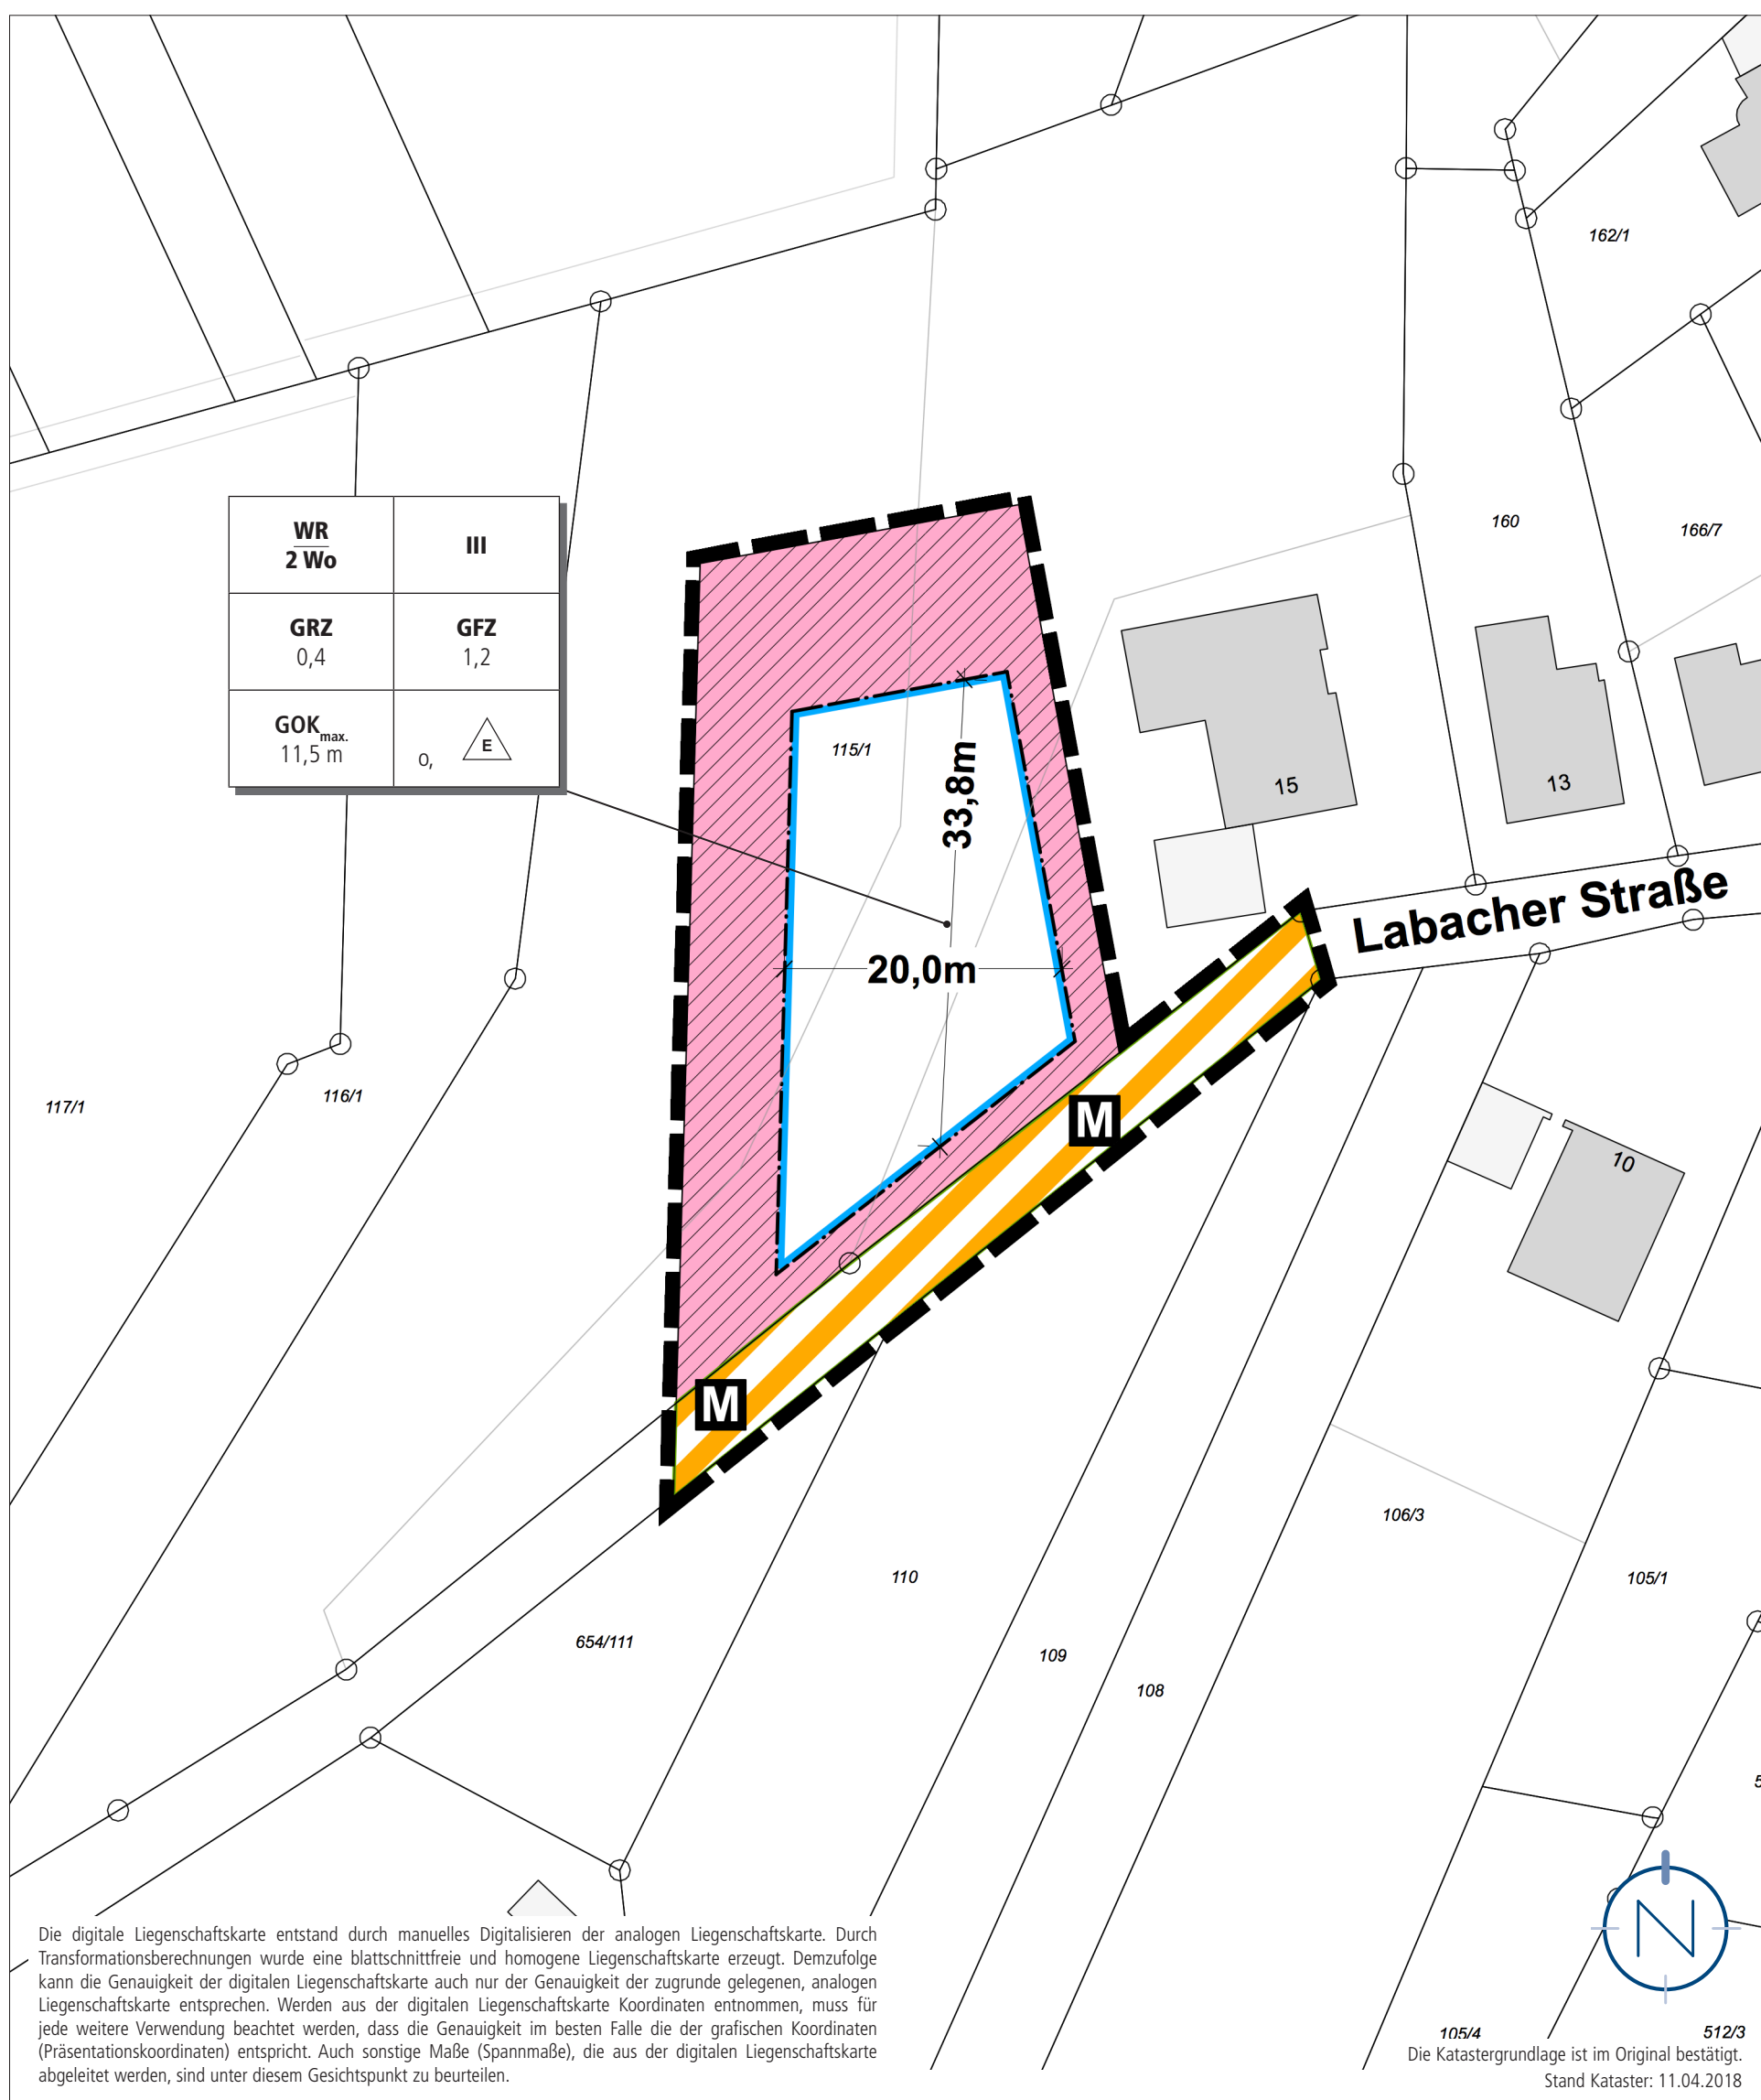 162/1
160
166/7
WR
2 Wo
III
GRZ
0,4
GFZ
1,2
GOK max.
11,5 m
o,
E
115/1
33,8m
15
13
20,0m
Labacher Straße
117/1
116/1
M
10
M
106/3
110
105/1
654/111
109
108
N
Die digitale Liegenschaftskarte entstand durch manuelles Digitalisieren der analogen Liegenschaftskarte. Durch
Transformationsberechnungen wurde eine blattschnittfreie und homogene Liegenschaftskarte erzeugt. Demzufolge
kann die Genauigkeit der digitalen Liegenschaftskarte auch nur der Genauigkeit der zugrunde gelegenen, analogen
Liegenschaftskarte entsprechen. Werden aus der digitalen Liegenschaftskarte Koordinaten entnommen, muss für
jede weitere Verwendung beachtet werden, dass die Genauigkeit im besten Falle die der grafischen Koordinaten
(Präsentationskoordinaten) entspricht. Auch sonstige Maße (Spannmaße), die aus der digitalen Liegenschaftskarte
abgeleitet werden, sind unter diesem Gesichtspunkt zu beurteilen.
105/4
512/3
Die Katastergrundlage ist im Original bestätigt.
Stand Kataster: 11.04.2018